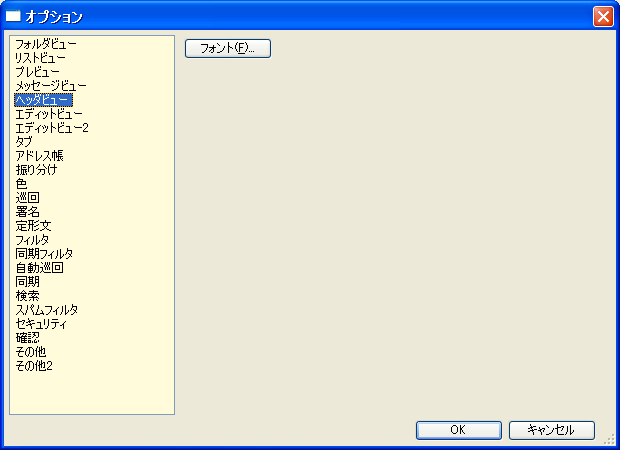 オプション
フォルダビュー
リストビュー
プレビュー
メッセージビュー
ヘッダビュー
エディットビュー
エディットビュー2
タブ
アドレス帳
振り分け
色
巡回
署名
定形文
フィルタ
同期フィルタ
自動巡回
同期
検索
スパムフィルタ
セキュリティ
確認
その他
その他2
フォント(F)...
OK
キャンセル